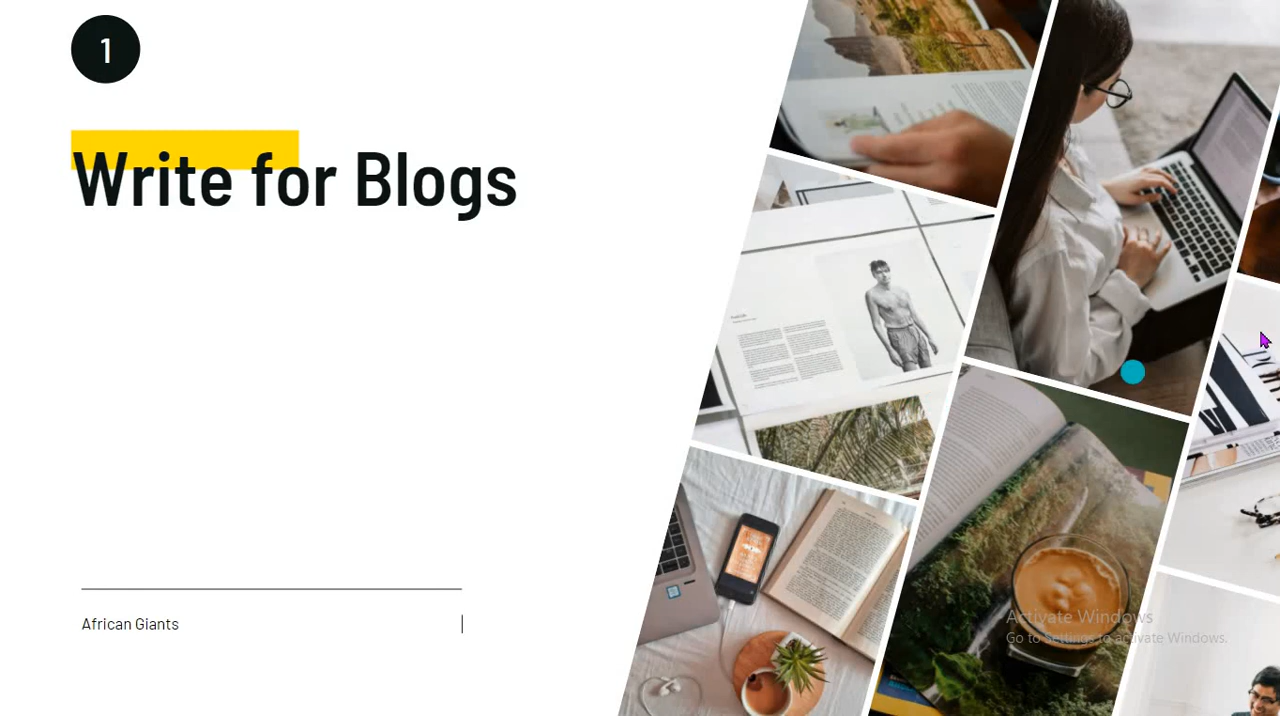 1
Write for Blogs
African Giants
Activate Windows
Go to Settings to activate Windows.